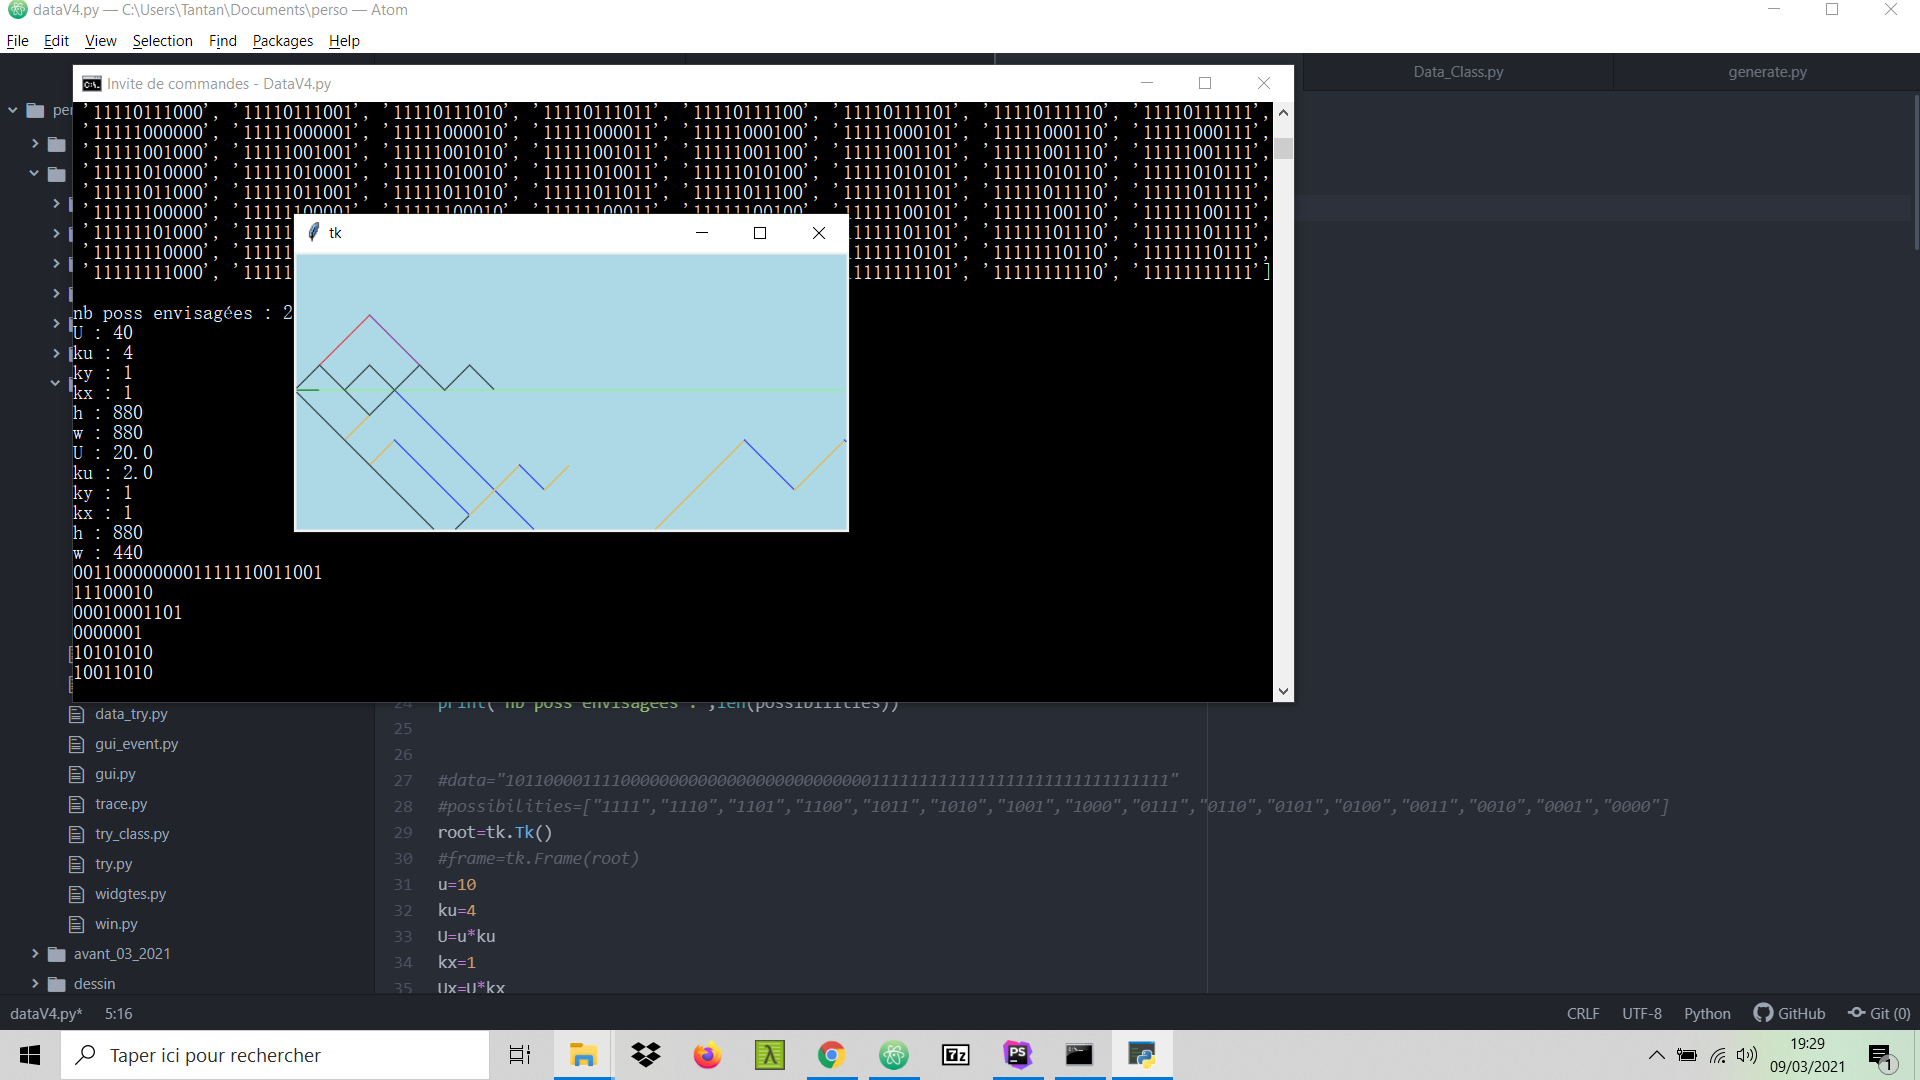 dataV4.py — C:\Users\Tantan\Documents\perso — Atom
File Edit View Selection Find Packages Help
Data_Class.py generate.py
Invite de commandes - DataV4.py
'11110111000', '11110111001', '11110111010', '11110111011', '11110111100', '11110111101', '11110111110', '11110111111',
'11111000000', '11111000001', '11111000010', '11111000011', '11111000100', '11111000101', '11111000110', '11111000111',
'11111001000', '11111001001', '11111001010', '11111001011', '11111001100', '11111001101', '11111001110', '11111001111',
'11111010000', '11111010001', '11111010010', '11111010011', '11111010100', '11111010101', '11111010110', '11111010111',
'11111011000', '11111011001', '11111011010', '11111011011', '11111011100', '11111011101', '11111011110', '11111011111',
'11111100000', '11111100001', '11111100010', '11111100011', '11111100100', '11111100101', '11111100110', '11111100111',
'11111101000', '11111101101', '11111101110', '11111101111',
'11111110000', '11111110101', '11111110110', '11111110111',
'11111111000', '11111111101', '11111111110', '11111111111']
tk
nb poss envisagées : 2
U : 40
ku : 4
ky : 1
kx : 1
h : 880
w : 880
U : 20.0
ku : 2.0
ky : 1
kx : 1
h : 880
w : 440
0011000000001111110011001
11100010
00010001101
0000001
10101010
10011010
data_try.py
gui_event.py
gui.py
trace.py
try_class.py
try.py
widgtes.py
win.py
avant_03_2021
dessin
24 print("nb poss envisagées :",len(possibilities))
25
26
27 #data="
28 #possibilities=["1111","1110","1101","1100","1011","1010","1001","1000","0111","0110","0101","0100","0011","0010","0001","0000"]
29 root=tk.Tk()
30 #frame=tk.Frame(root)
31 u=10
32 ku=4
33 U=u*ku
34 kx=1
35 Ux=U*kx
dataV4.py* 5:16 CRLF UTF-8 Python GitHub Git (0)
Taper ici pour rechercher
19:29
09/03/2021
1